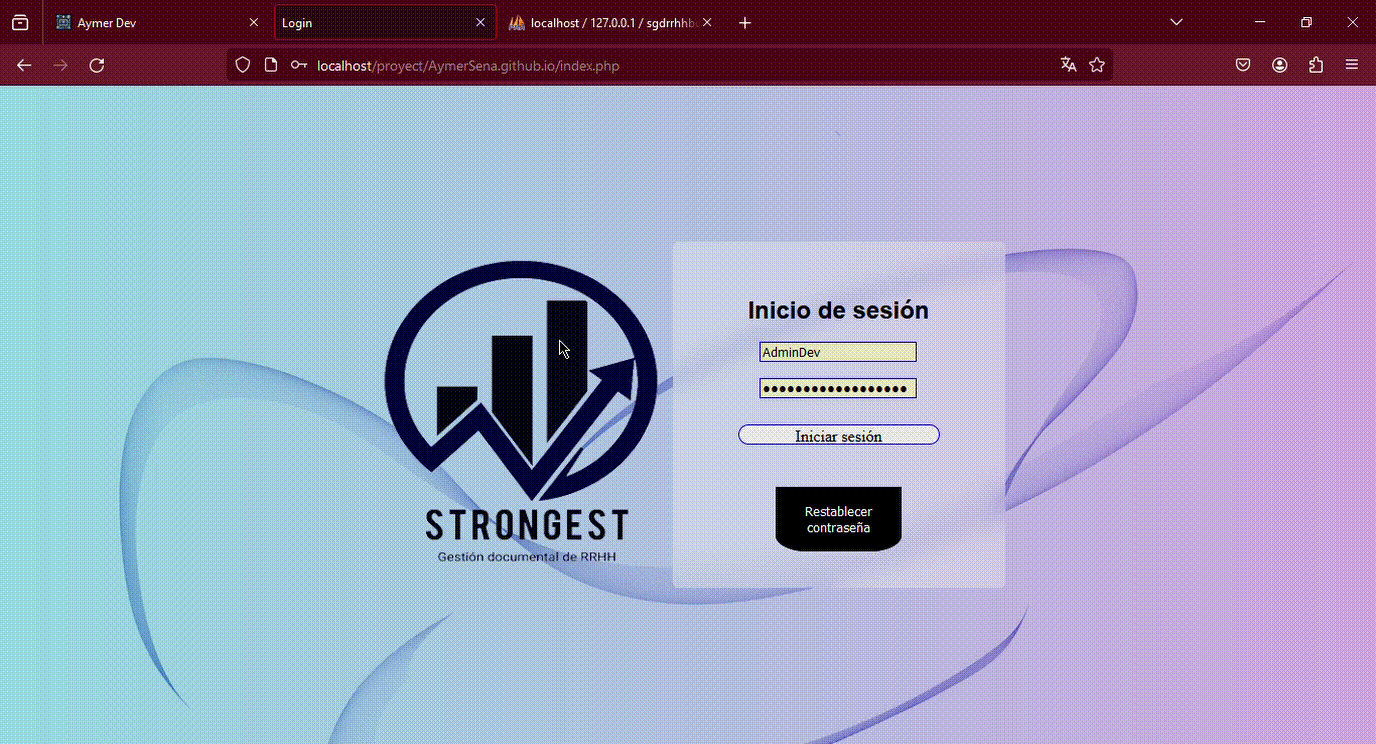 Aymer Dev
Login
localhost / 127.0.0.1 / sgdrrhhb
localhost/proyect/AymerSena.github.io/index.php
Inicio de sesión
AdminDev
••••••••••••••••••
Iniciar sesión
Restablecer
contraseña
STRONGEST
Gestión documental de RRHH